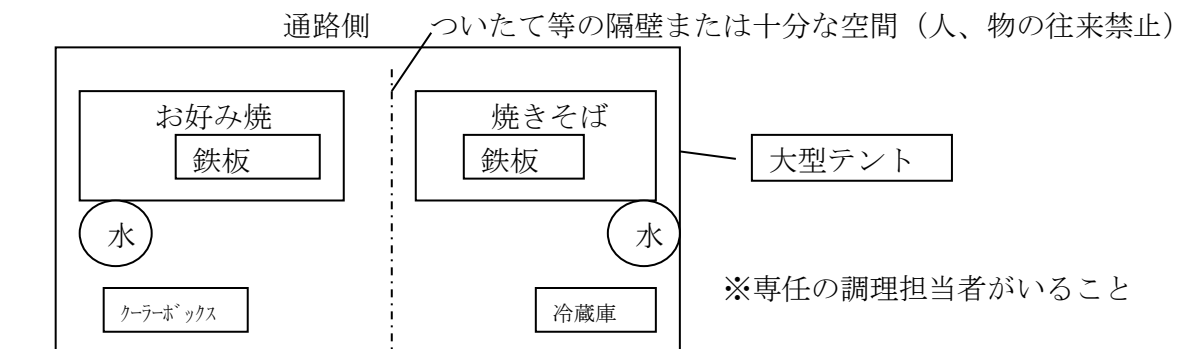 通路側
ついたて等の隔壁または十分な空間（人、物の往来禁止）
お好み焼
焼きそば
鉄板
鉄板
大型テント
水
水
※専任の調理担当者がいること
ｸｰﾗｰﾎﾞｯｸｽ
冷蔵庫